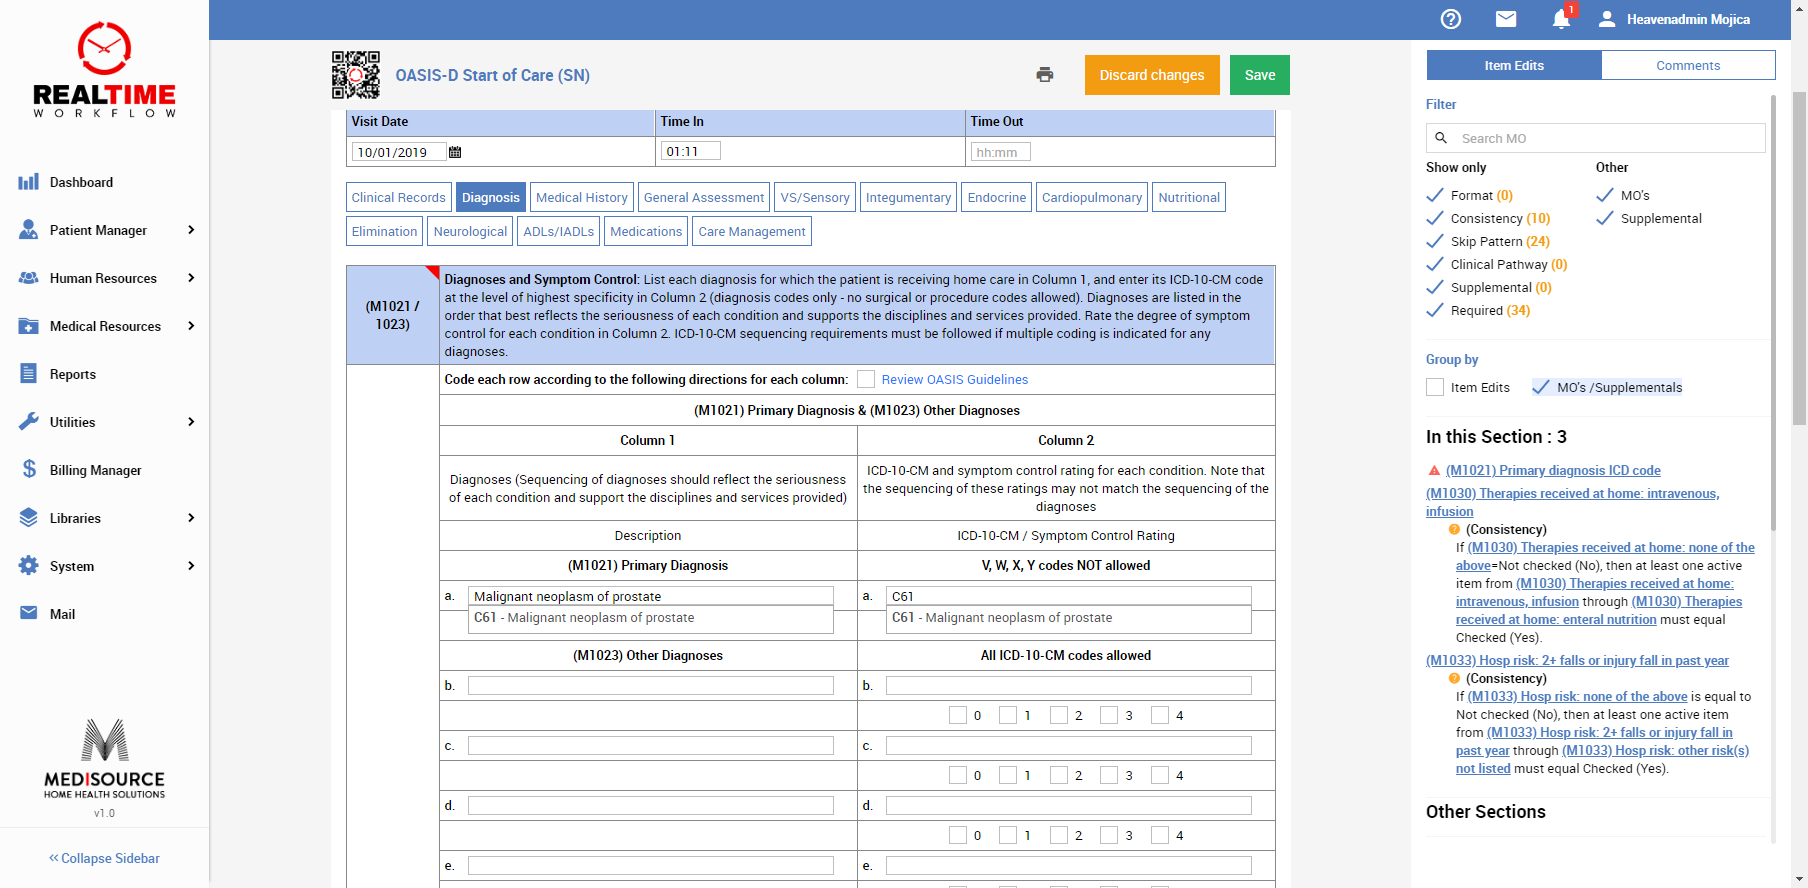 REALTIME
WORKFLOW
Dashboard
Patient Manager
Human Resources
Medical Resources
Reports
Utilities
Billing Manager
Libraries
System
Mail
MEDISOURCE
HOME HEALTH SOLUTIONS
v1.0
Collapse Sidebar
1
Heavenadmin Mojica
OASIS-D Start of Care (SN)
Discard changes
Save
Visit Date
Time In
Time Out
10/01/2019
01:11
hh:mm
Clinical Records
Diagnosis
Medical History
General Assessment
VS/Sensory
Integumentary
Endocrine
Cardiopulmonary
Nutritional
Elimination
Neurological
ADLs/IADLs
Medications
Care Management
(M1021 /
1023)
Diagnoses and Symptom Control: List each diagnosis for which the patient is receiving home care in Column 1, and enter its ICD-10-CM code
at the level of highest specificity in Column 2 (diagnosis codes only - no surgical or procedure codes allowed). Diagnoses are listed in the
order that best reflects the seriousness of each condition and supports the disciplines and services provided. Rate the degree of symptom
control for each condition in Column 2. ICD-10-CM sequencing requirements must be followed if multiple coding is indicated for any
diagnoses.
Code each row according to the following directions for each column:
Review OASIS Guidelines
(M1021) Primary Diagnosis & (M1023) Other Diagnoses
Column 1
Column 2
Diagnoses (Sequencing of diagnoses should reflect the seriousness
of each condition and support the disciplines and services provided)
ICD-10-CM and symptom control rating for each condition. Note that
the sequencing of these ratings may not match the sequencing of the
diagnoses
Description
ICD-10-CM / Symptom Control Rating
(M1021) Primary Diagnosis
V, W, X, Y codes NOT allowed
a. Malignant neoplasm of prostate
a. C61
C61 - Malignant neoplasm of prostate
C61 - Malignant neoplasm of prostate
(M1023) Other Diagnoses
All ICD-10-CM codes allowed
b.
b.
0 1 2 3 4
c.
c.
0 1 2 3 4
d.
d.
0 1 2 3 4
e.
e.
Item Edits
Comments
Filter
Search MO
Show only
Other
Format (0)
MO's
Consistency (10)
Supplemental
Skip Pattern (24)
Clinical Pathway (0)
Supplemental (0)
Required (34)
Group by
Item Edits
MO's /Supplementals
In this Section : 3
(M1021) Primary diagnosis ICD code
(M1030) Therapies received at home: intravenous,
infusion
(Consistency)
If (M1030) Therapies received at home: none of the
above=Not checked (No), then at least one active
item from (M1030) Therapies received at home:
intravenous, infusion through (M1030) Therapies
received at home: enteral nutrition must equal
Checked (Yes).
(M1033) Hosp risk: 2+ falls or injury fall in past year
(Consistency)
If (M1033) Hosp risk: none of the above is equal to
Not checked (No), then at least one active item
from (M1033) Hosp risk: 2+ falls or injury fall in
past year through (M1033) Hosp risk: other risk(s)
not listed must equal Checked (Yes).
Other Sections